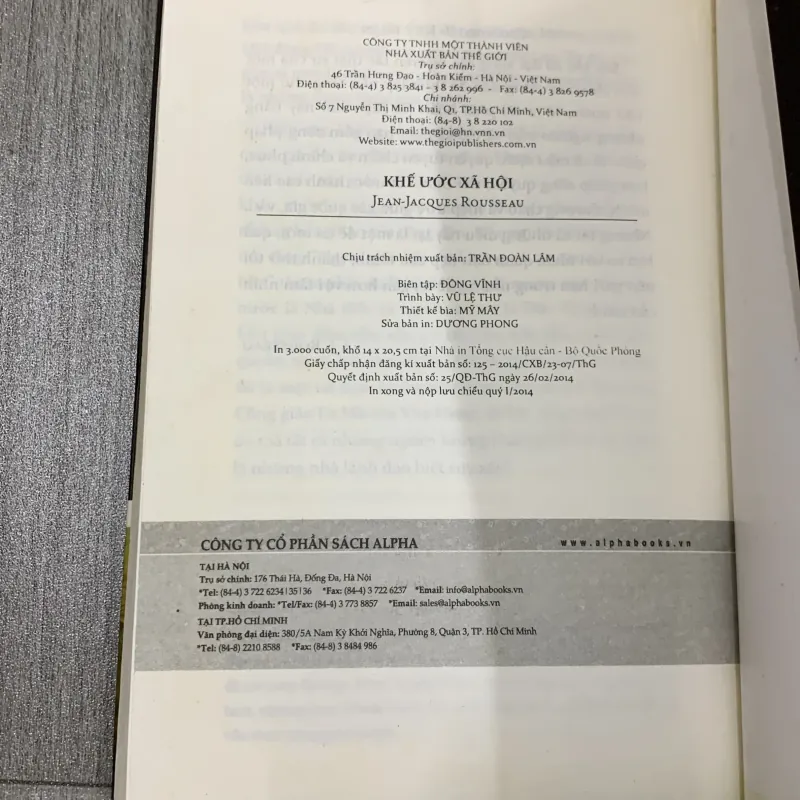 CÔNG TY TNHH MỘT THÀNH VIÊN
NHÀ XUẤT BẢN THẾ GIỚI
Trụ sở chính:
46 Trần Hưng Đạo - Hoàn Kiếm - Hà Nội - Việt Nam
Điện thoại: (84-4) 3 825 3841 – 3 8 262 996 - Fax: (84-4) 3 826 9578
Chi nhánh:
Số 7 Nguyễn Thị Minh Khai, Q1, TP.Hồ Chí Minh, Việt Nam
Điện thoại: (84-8) 3 8 220 102
Email: thegioi@hn.vnn.vn
Website: www.thegioipublishers.com.vn
KHẾ ƯỚC XÃ HỘI
JEAN-JACQUES ROUSSEAU
Chịu trách nhiệm xuất bản: TRẦN ĐOÀN LÂM
Biên tập: ĐÔNG VĨNH
Trình bày: VŨ LỆ THƯ
Thiết kế bìa: MỸ MÂY
Sửa bản in: DƯƠNG PHONG
In 3.000 cuốn, khổ 14 x 20,5 cm tại Nhà in Tổng cục Hậu cần - Bộ Quốc Phòng
Giấy chấp nhận đăng kí xuất bản số: 125 – 2014/CXB/23-07/ThG
Quyết định xuất bản số: 25/QĐ-ThG ngày 26/02/2014
In xong và nộp lưu chiểu quý I/2014
CÔNG TY CỔ PHẦN SÁCH ALPHA www.alphabooks.vn
TẠI HÀ NỘI
Trụ sở chính: 176 Thái Hà, Đống Đa, Hà Nội
*Tel: (84-4) 3 722 6234|35|36 *Fax: (84-4) 3 722 6237 *Email: info@alphabooks.vn
Phòng kinh doanh: *Tel/Fax: (84-4) 3 773 8857 *Email: sales@alphabooks.vn
TẠI TP.HỒ CHÍ MINH
Văn phòng đại diện: 380/5A Nam Kỳ Khởi Nghĩa, Phường 8, Quận 3, TP. Hồ Chí Minh
*Tel: (84-8) 2210 8588 *Fax: (84-8) 3 8484 986